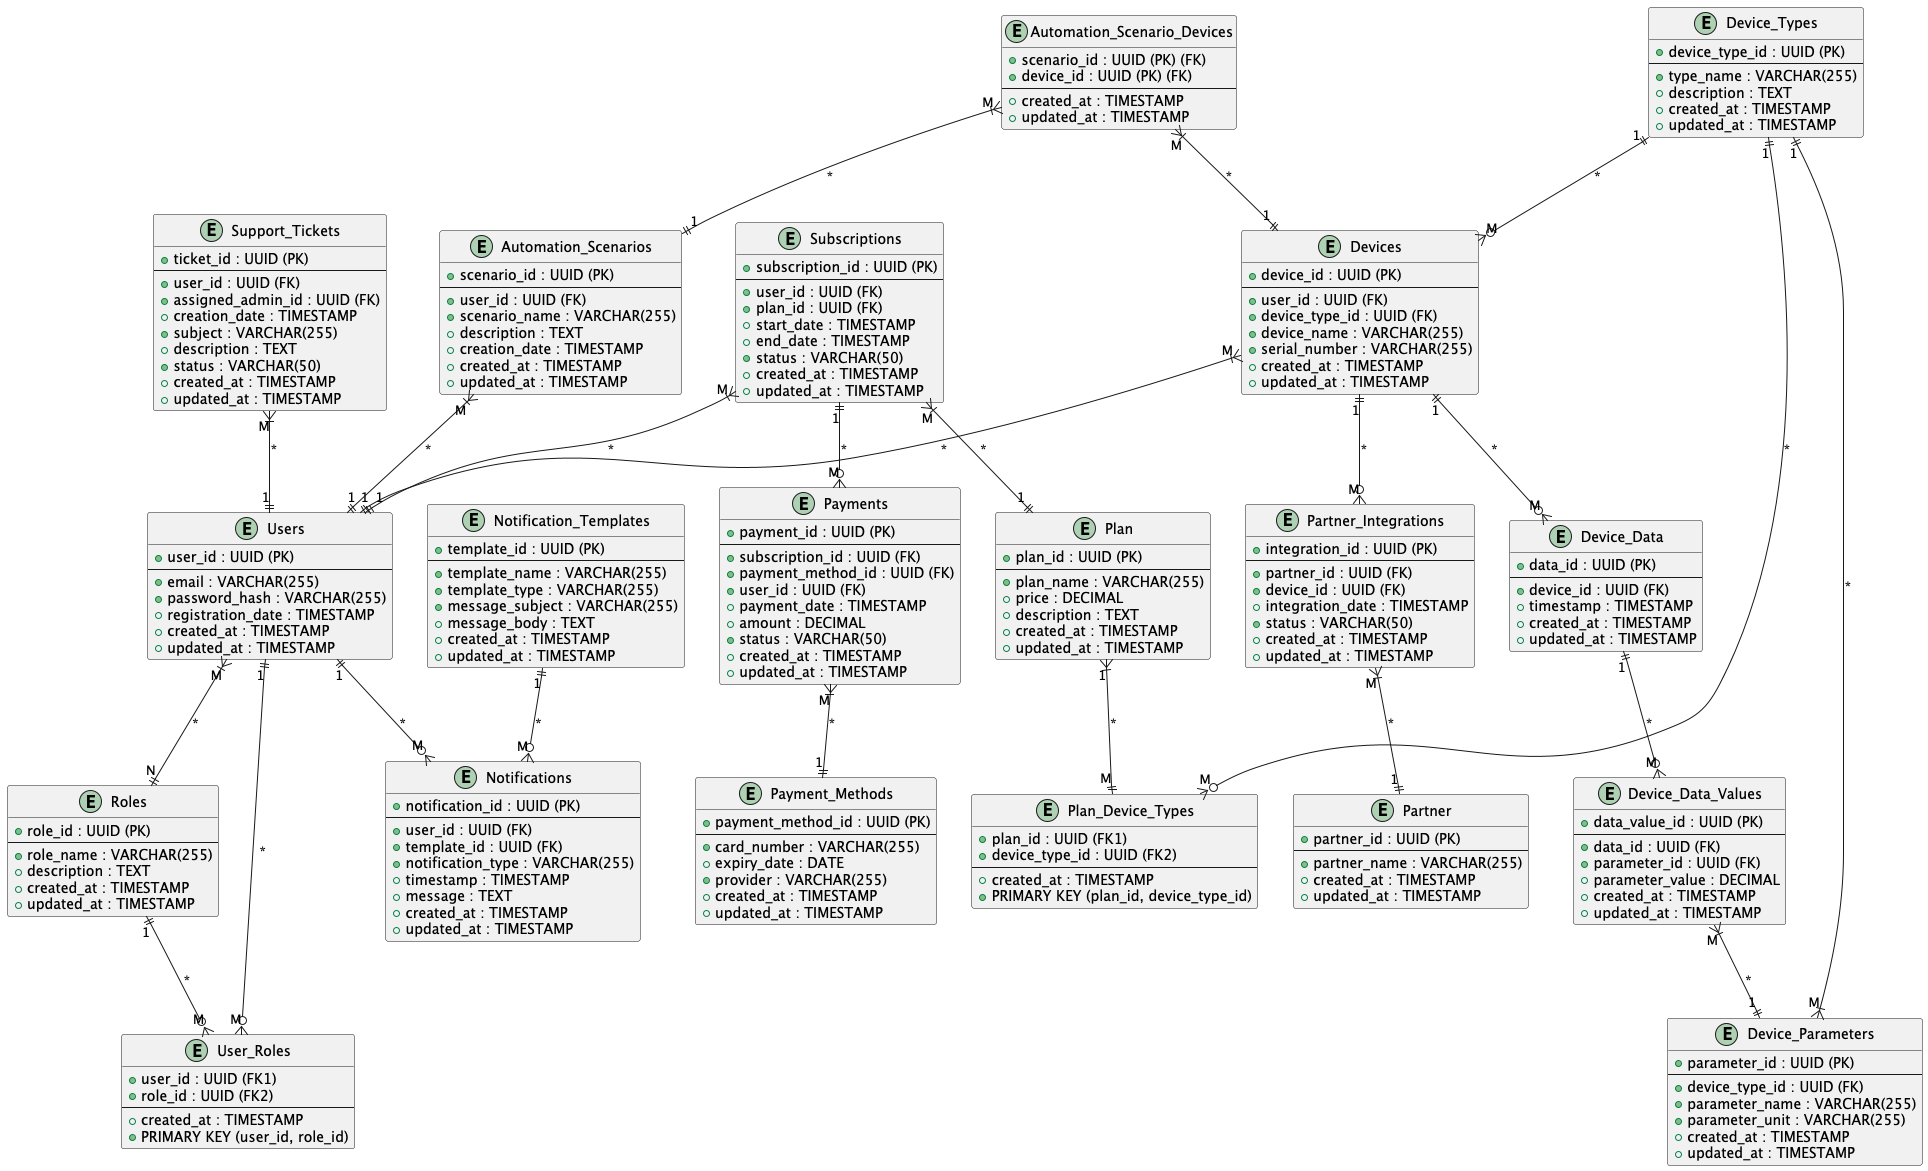 E Automation_Scenario_Devices
scenario_id : UUID (PK) (FK)
device_id : UUID (PK) (FK)
created_at : TIMESTAMP
updated_at : TIMESTAMP
E Device_Types
device_type_id : UUID (PK)
type_name : VARCHAR(255)
description : TEXT
created_at : TIMESTAMP
updated_at : TIMESTAMP
M
*
1
M
*
1
1
*
M
1
*
M
1
*
M
E Support_Tickets
ticket_id : UUID (PK)
user_id : UUID (FK)
assigned_admin_id : UUID (FK)
creation_date : TIMESTAMP
subject : VARCHAR(255)
description : TEXT
status : VARCHAR(50)
created_at : TIMESTAMP
updated_at : TIMESTAMP
E Automation_Scenarios
scenario_id : UUID (PK)
user_id : UUID (FK)
scenario_name : VARCHAR(255)
description : TEXT
creation_date : TIMESTAMP
created_at : TIMESTAMP
updated_at : TIMESTAMP
E Subscriptions
subscription_id : UUID (PK)
user_id : UUID (FK)
plan_id : UUID (FK)
start_date : TIMESTAMP
end_date : TIMESTAMP
status : VARCHAR(50)
created_at : TIMESTAMP
updated_at : TIMESTAMP
E Devices
device_id : UUID (PK)
user_id : UUID (FK)
device_type_id : UUID (FK)
device_name : VARCHAR(255)
serial_number : VARCHAR(255)
created_at : TIMESTAMP
updated_at : TIMESTAMP
M
*
1
M
*
1
M
*
1
M
*
1
1
*
M
M
*
1
1
*
M
1
*
M
E Users
user_id : UUID (PK)
email : VARCHAR(255)
password_hash : VARCHAR(255)
registration_date : TIMESTAMP
created_at : TIMESTAMP
updated_at : TIMESTAMP
E Notification_Templates
template_id : UUID (PK)
template_name : VARCHAR(255)
template_type : VARCHAR(255)
message_subject : VARCHAR(255)
message_body : TEXT
created_at : TIMESTAMP
updated_at : TIMESTAMP
E Payments
payment_id : UUID (PK)
subscription_id : UUID (FK)
payment_method_id : UUID (FK)
user_id : UUID (FK)
payment_date : TIMESTAMP
amount : DECIMAL
status : VARCHAR(50)
created_at : TIMESTAMP
updated_at : TIMESTAMP
E Plan
plan_id : UUID (PK)
plan_name : VARCHAR(255)
price : DECIMAL
description : TEXT
created_at : TIMESTAMP
updated_at : TIMESTAMP
E Partner_Integrations
integration_id : UUID (PK)
partner_id : UUID (FK)
device_id : UUID (FK)
integration_date : TIMESTAMP
status : VARCHAR(50)
created_at : TIMESTAMP
updated_at : TIMESTAMP
E Device_Data
data_id : UUID (PK)
device_id : UUID (FK)
timestamp : TIMESTAMP
created_at : TIMESTAMP
updated_at : TIMESTAMP
M
*
N
1
*
M
1
*
M
1
*
M
M
*
1
1
*
M
M
*
1
1
*
M
E Roles
role_id : UUID (PK)
role_name : VARCHAR(255)
description : TEXT
created_at : TIMESTAMP
updated_at : TIMESTAMP
E Notifications
notification_id : UUID (PK)
user_id : UUID (FK)
template_id : UUID (FK)
notification_type : VARCHAR(255)
timestamp : TIMESTAMP
message : TEXT
created_at : TIMESTAMP
updated_at : TIMESTAMP
E Payment_Methods
payment_method_id : UUID (PK)
card_number : VARCHAR(255)
expiry_date : DATE
provider : VARCHAR(255)
created_at : TIMESTAMP
updated_at : TIMESTAMP
E Plan_Device_Types
plan_id : UUID (FK1)
device_type_id : UUID (FK2)
created_at : TIMESTAMP
PRIMARY KEY (plan_id, device_type_id)
E Partner
partner_id : UUID (PK)
partner_name : VARCHAR(255)
created_at : TIMESTAMP
updated_at : TIMESTAMP
E Device_Data_Values
data_value_id : UUID (PK)
data_id : UUID (FK)
parameter_id : UUID (FK)
parameter_value : DECIMAL
created_at : TIMESTAMP
updated_at : TIMESTAMP
1
*
M
M
*
1
E User_Roles
user_id : UUID (FK1)
role_id : UUID (FK2)
created_at : TIMESTAMP
PRIMARY KEY (user_id, role_id)
E Device_Parameters
parameter_id : UUID (PK)
device_type_id : UUID (FK)
parameter_name : VARCHAR(255)
parameter_unit : VARCHAR(255)
created_at : TIMESTAMP
updated_at : TIMESTAMP